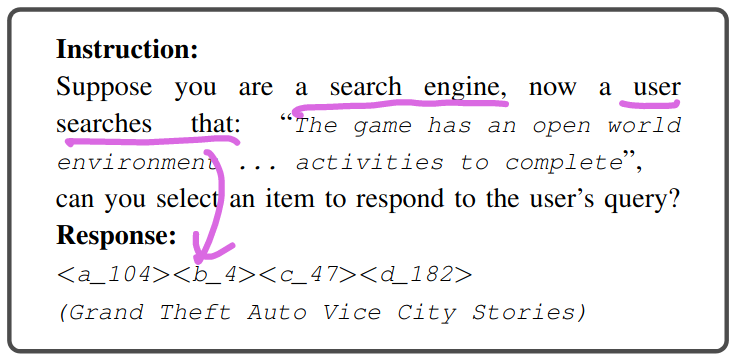 Instruction:
Suppose you are a search engine, now a user
searches that: “The game has an open world
environment ... activities to complete”,
can you select an item to respond to the user’s query?
Response:
<a_104><b_4><c_47><d_182>
(Grand Theft Auto Vice City Stories)